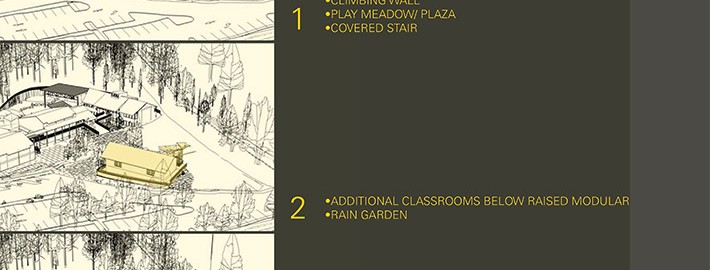 •CLIMBING WALL
1 •PLAY MEADOW/ PLAZA
•COVERED STAIR
2 •ADDITIONAL CLASSROOMS BELOW RAISED MODULAR
•RAIN GARDEN